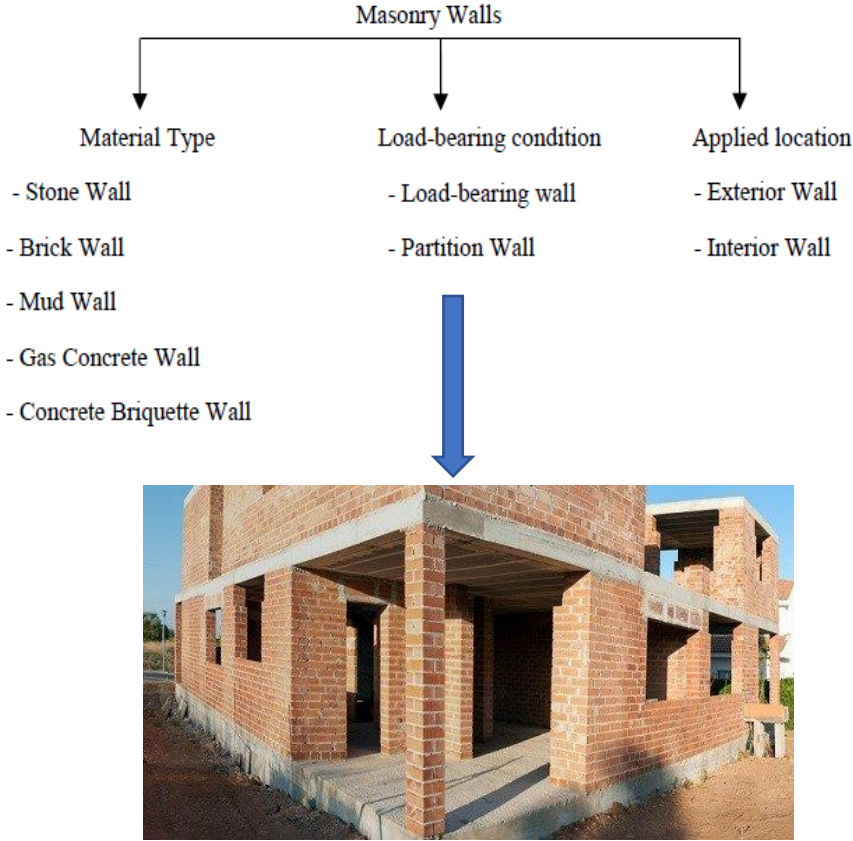 Masonry Walls
Material Type
- Stone Wall
- Brick Wall
- Mud Wall
- Gas Concrete Wall
- Concrete Briquette Wall
Load-bearing condition
- Load-bearing wall
- Partition Wall
Applied location
- Exterior Wall
- Interior Wall